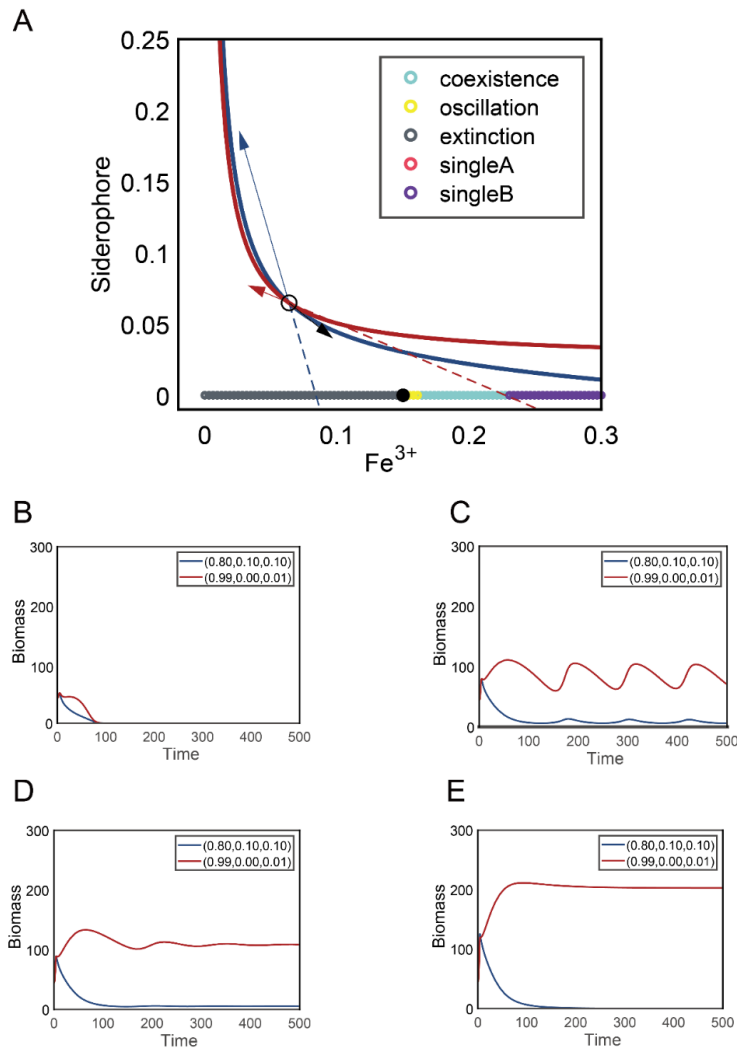 A
0.25
0.2
0.15
0.1
0.05
0
Siderophore
coexistence
oscillation
extinction
singleA
singleB
0 0.1 0.2 0.3
Fe3+
B
300
200
100
0
Biomass
(0.80,0.10,0.10)
(0.99,0.00,0.01)
0 100 200 300 400 500
Time
C
300
200
100
0
Biomass
(0.80,0.10,0.10)
(0.99,0.00,0.01)
0 100 200 300 400 500
Time
D
300
200
100
0
Biomass
(0.80,0.10,0.10)
(0.99,0.00,0.01)
0 100 200 300 400 500
Time
E
300
200
100
0
Biomass
(0.80,0.10,0.10)
(0.99,0.00,0.01)
0 100 200 300 400 500
Time